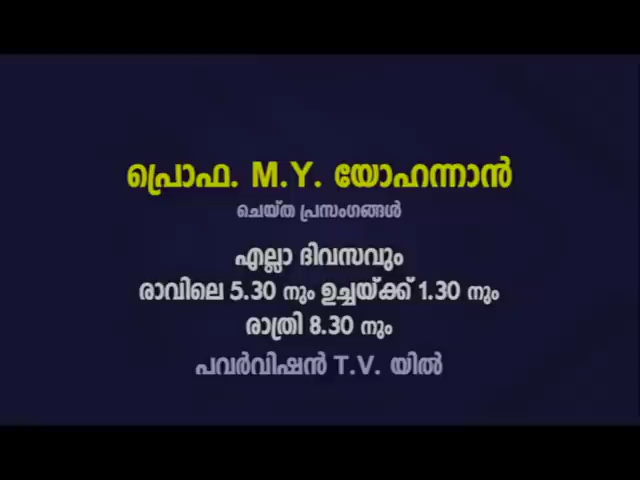 പ്രൊഫ. M.Y. യോഹന്നാൻ
ചെയ്ത പ്രസംഗങ്ങൾ
എല്ലാ ദിവസവും
രാവിലെ 5.30 നും ഉച്ചയ്ക്ക് 1.30 നും
രാത്രി 8.30 നും
പവർവിഷൻ T.V. യിൽ